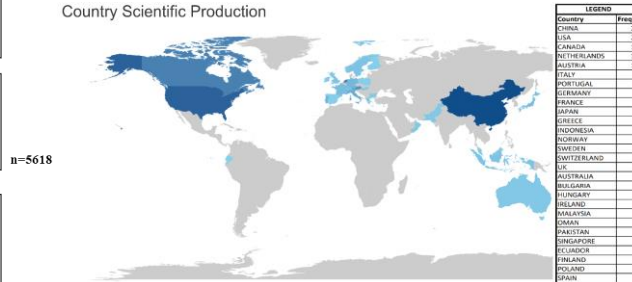 Country Scientific Production
n=5618
LEGEND
Country Freq
CHINA
USA
CANADA
NETHERLANDS
AUSTRIA
ITALY
PORTUGAL
GERMANY
FRANCE
JAPAN
GREECE
INDONESIA
NORWAY
SWEDEN
SWITZERLAND
UK
AUSTRALIA
BULGARIA
HUNGARY
IRELAND
MALAYSIA
OMAN
PAKISTAN
SINGAPORE
ECUADOR
FINLAND
POLAND
SPAIN